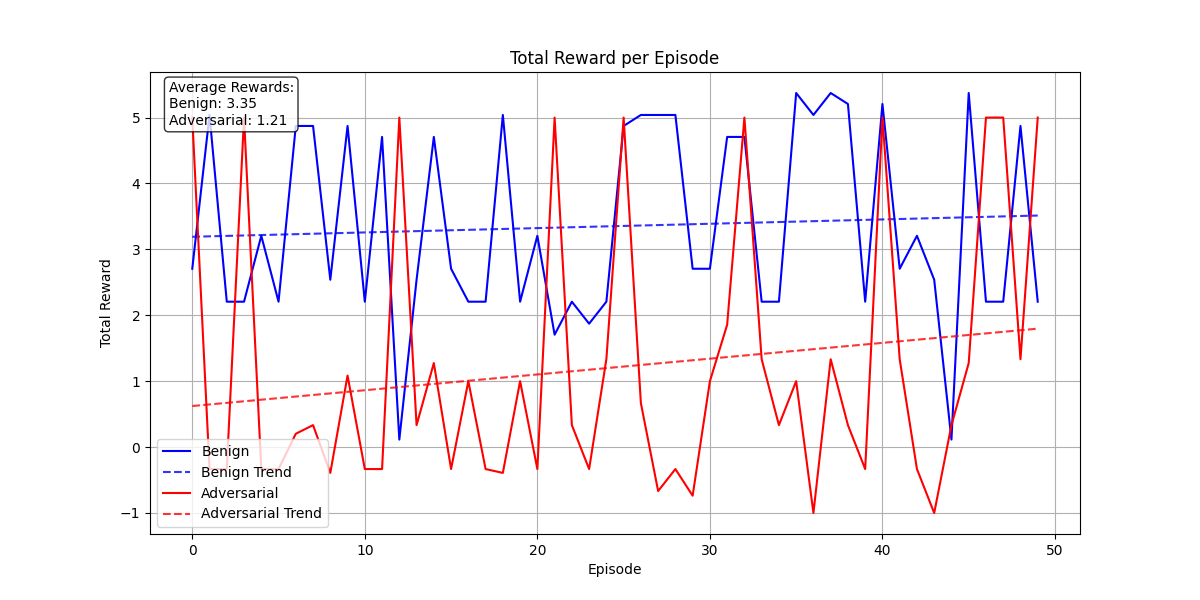 Total Reward per Episode
Average Rewards:
Benign: 3.35
Adversarial: 1.21
Total Reward
5
4
3
2
1
0
−1
Benign
Benign Trend
Adversarial
Adversarial Trend
0 10 20 30 40 50
Episode